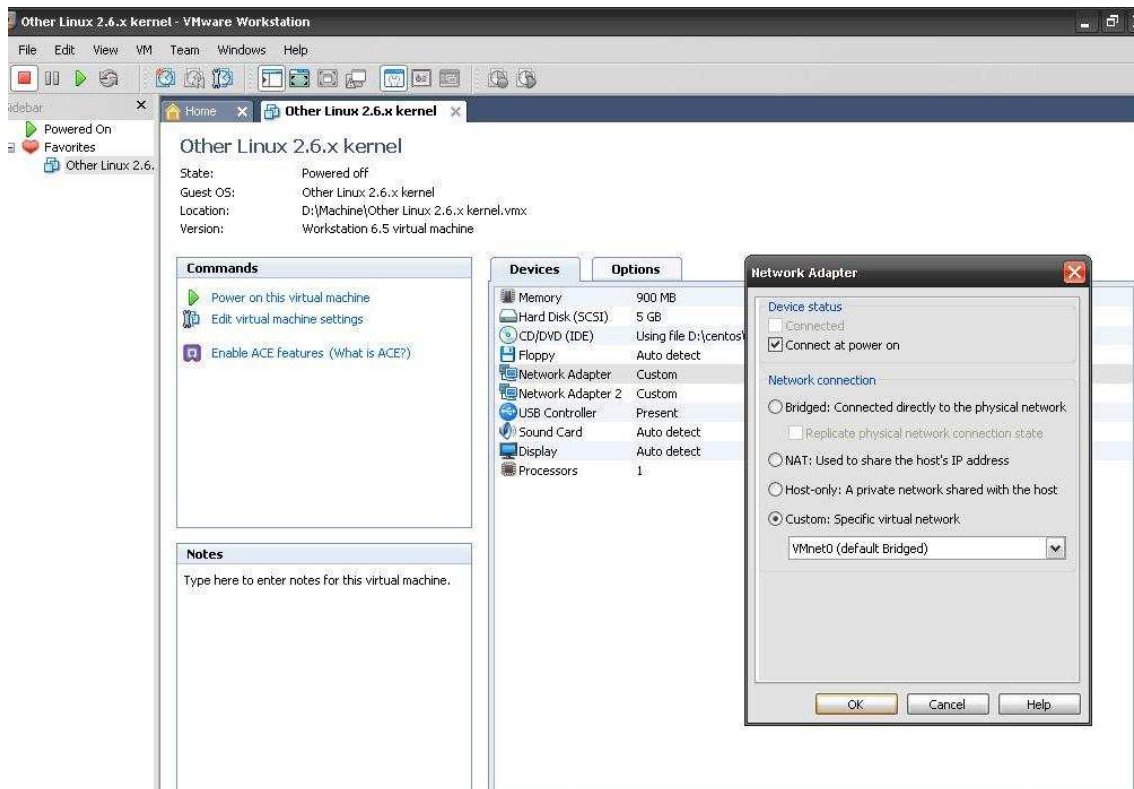 Other Linux 2.6.x kernel - VMware Workstation
File Edit View VM Team Windows Help
idebar
Powered On
Favorites
Other Linux 2.6.
Home
Other Linux 2.6.x kernel
Other Linux 2.6.x kernel
State: Powered off
Guest OS: Other Linux 2.6.x kernel
Location: D:\Machine\Other Linux 2.6.x kernel.vmx
Version: Workstation 6.5 virtual machine
Commands
Power on this virtual machine
Edit virtual machine settings
Enable ACE features (What is ACE?)
Notes
Type here to enter notes for this virtual machine.
Devices Options
Memory 900 MB
Hard Disk (SCSI) 5 GB
CD/DVD (IDE) Using file D:\centos\
Floppy Auto detect
Network Adapter Custom
Network Adapter 2 Custom
USB Controller Present
Sound Card Auto detect
Display Auto detect
Processors 1
Network Adapter
Device status
Connected
Connect at power on
Network connection
Bridged: Connected directly to the physical network
Replicate physical network connection state
NAT: Used to share the host's IP address
Host-only: A private network shared with the host
Custom: Specific virtual network
VMnet0 (default Bridged)
OK Cancel Help